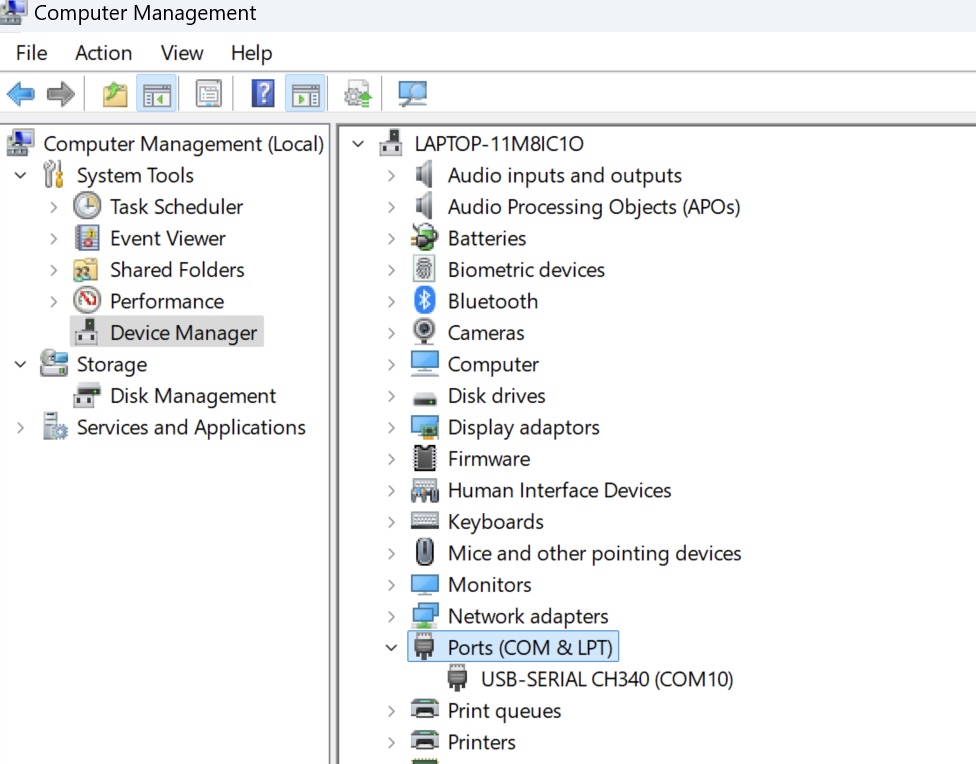 Computer Management
File Action View Help
Computer Management (Local)
System Tools
Task Scheduler
Event Viewer
Shared Folders
Performance
Device Manager
Storage
Disk Management
Services and Applications
LAPTOP-11M8IC1O
Audio inputs and outputs
Audio Processing Objects (APOs)
Batteries
Biometric devices
Bluetooth
Cameras
Computer
Disk drives
Display adaptors
Firmware
Human Interface Devices
Keyboards
Mice and other pointing devices
Monitors
Network adapters
Ports (COM & LPT)
USB-SERIAL CH340 (COM10)
Print queues
Printers